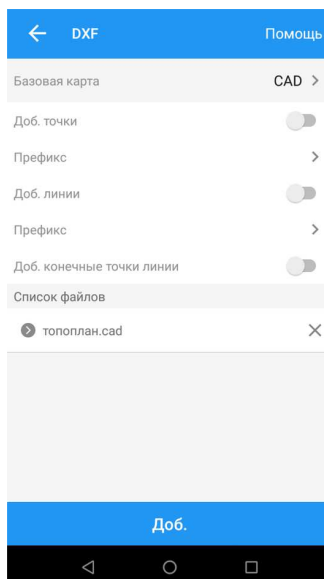 DXF
Помощь
Базовая карта
CAD
Доб. точки
Префикс
Доб. линии
Префикс
Доб. конечные точки линии
Список файлов
топоплан.cad
Доб.